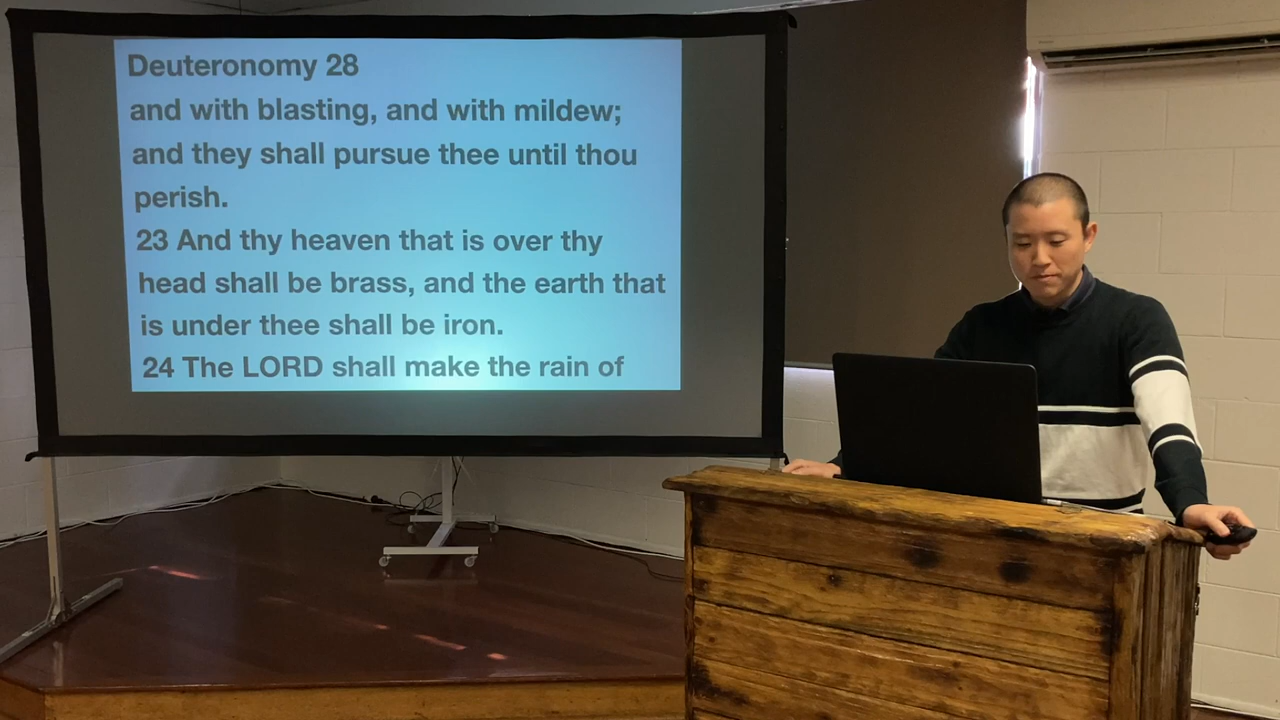 Deuteronomy 28
and with blasting, and with mildew;
and they shall pursue thee until thou
perish.
23 And thy heaven that is over thy
head shall be brass, and the earth that
is under thee shall be iron.
24 The LORD shall make the rain of